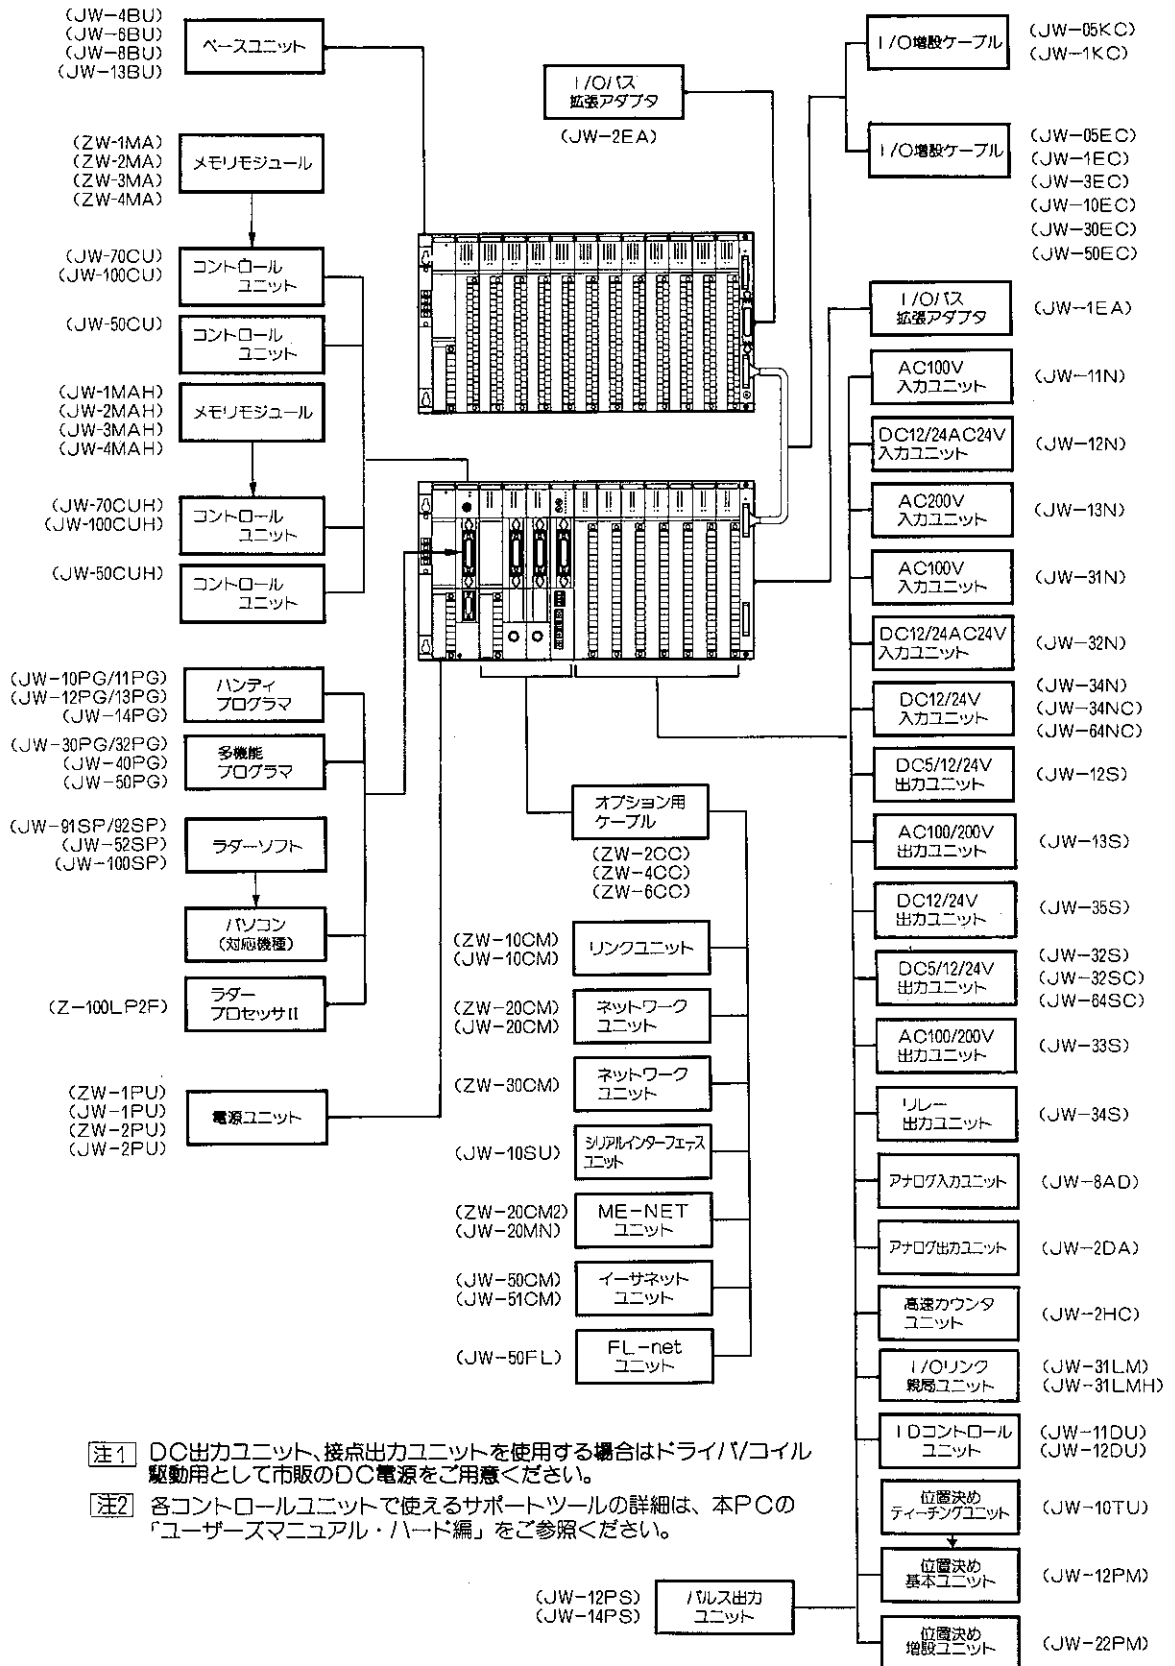 (JW-4BU)
(JW-6BU)
(JW-8BU)
(JW-13BU)
ベースユニット
(ZW-1MA)
(ZW-2MA)
(ZW-3MA)
(ZW-4MA)
メモリモジュール
(JW-70CU)
(JW-100CU)
コントロール
ユニット
(JW-50CU)
コントロール
ユニット
(JW-1MAH)
(JW-2MAH)
(JW-3MAH)
(JW-4MAH)
メモリモジュール
(JW-70CUH)
(JW-100CUH)
コントロール
ユニット
(JW-50CUH)
コントロール
ユニット
(JW-10PG/11PG)
(JW-12PG/13PG)
(JW-14PG)
ハンディ
プログラマ
(JW-30PG/32PG)
(JW-40PG)
(JW-50PG)
多機能
プログラマ
(JW-91SP/92SP)
(JW-52SP)
(JW-100SP)
ラダーソフト
パソコン
(対応機種)
(Z-100LP2F)
ラダー
プロセッサII
(ZW-1PU)
(JW-1PU)
(ZW-2PU)
(JW-2PU)
電源ユニット
I/Oバス
拡張アダプタ
(JW-2EA)
オプション用
ケーブル
(ZW-2CC)
(ZW-4CC)
(ZW-6CC)
(ZW-10CM)
(JW-10CM)
リンクユニット
(ZW-20CM)
(JW-20CM)
ネットワーク
ユニット
(ZW-30CM)
ネットワーク
ユニット
(JW-10SU)
シリアルインターフェース
ユニット
(ZW-20CM2)
(JW-20MN)
ME-NET
ユニット
(JW-50CM)
(JW-51CM)
イーサネット
ユニット
(JW-50FL)
FL-net
ユニット
I/O増設ケーブル
(JW-05KC)
(JW-1KC)
I/O増設ケーブル
(JW-05EC)
(JW-1EC)
(JW-3EC)
(JW-10EC)
(JW-30EC)
(JW-50EC)
I/Oバス
拡張アダプタ
(JW-1EA)
AC100V
入力ユニット
(JW-11N)
DC12/24AC24V
入力ユニット
(JW-12N)
AC200V
入力ユニット
(JW-13N)
AC100V
入力ユニット
(JW-31N)
DC12/24AC24V
入力ユニット
(JW-32N)
DC12/24V
入力ユニット
(JW-34N)
(JW-34NC)
(JW-64NC)
DC5/12/24V
出力ユニット
(JW-12S)
AC100/200V
出力ユニット
(JW-13S)
DC12/24V
出力ユニット
(JW-35S)
DC5/12/24V
出力ユニット
(JW-32S)
(JW-32SC)
(JW-64SC)
AC100/200V
出力ユニット
(JW-33S)
リレー
出力ユニット
(JW-34S)
アナログ入力ユニット
(JW-8AD)
アナログ出力ユニット
(JW-2DA)
高速カウンタ
ユニット
(JW-2HC)
I/Oリンク
親局ユニット
(JW-31LM)
(JW-31LMH)
IDコントロール
ユニット
(JW-11DU)
(JW-12DU)
位置決め
ティーチングユニット
(JW-10TU)
位置決め
基本ユニット
(JW-12PM)
位置決め
増設ユニット
(JW-22PM)
(JW-12PS)
(JW-14PS)
パルス出力
ユニット
注1 DC出力ユニット、接点出力ユニットを使用する場合はドライバ/コイル
駆動用として市販のDC電源をご用意ください。
注2 各コントロールユニットで使えるサポートツールの詳細は、本PCの
「ユーザーズマニュアル・ハード編」をご参照ください。